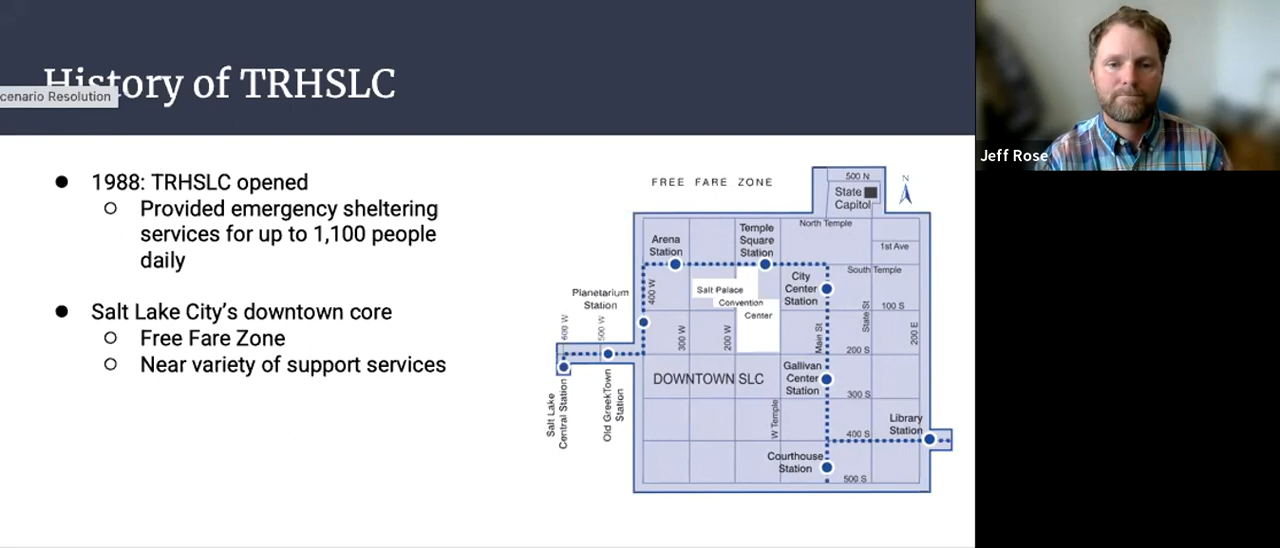 History of TRHSLC
cenario Resolution
1988: TRHSLC opened
Provided emergency sheltering
services for up to 1,100 people
daily
Salt Lake City's downtown core
Free Fare Zone
Near variety of support services
FREE FARE ZONE
500 N
State
Capitol
N
North Temple
1st Ave
South Temple
Arena
Station
Temple
Square
Station
City
Center
Station
Salt Palace
Convention
Center
Planetarium
Station
600 W
500 W
400 W
300 W
200 W
Main St
State St
200 E
100 S
200 S
DOWNTOWN SLC
Gallivan
Center
Station
300 S
W Temple
Library
Station
400 S
Courthouse
Station
500 S
Salt Lake
Central Station
Old GreekTown
Station
Jeff Rose